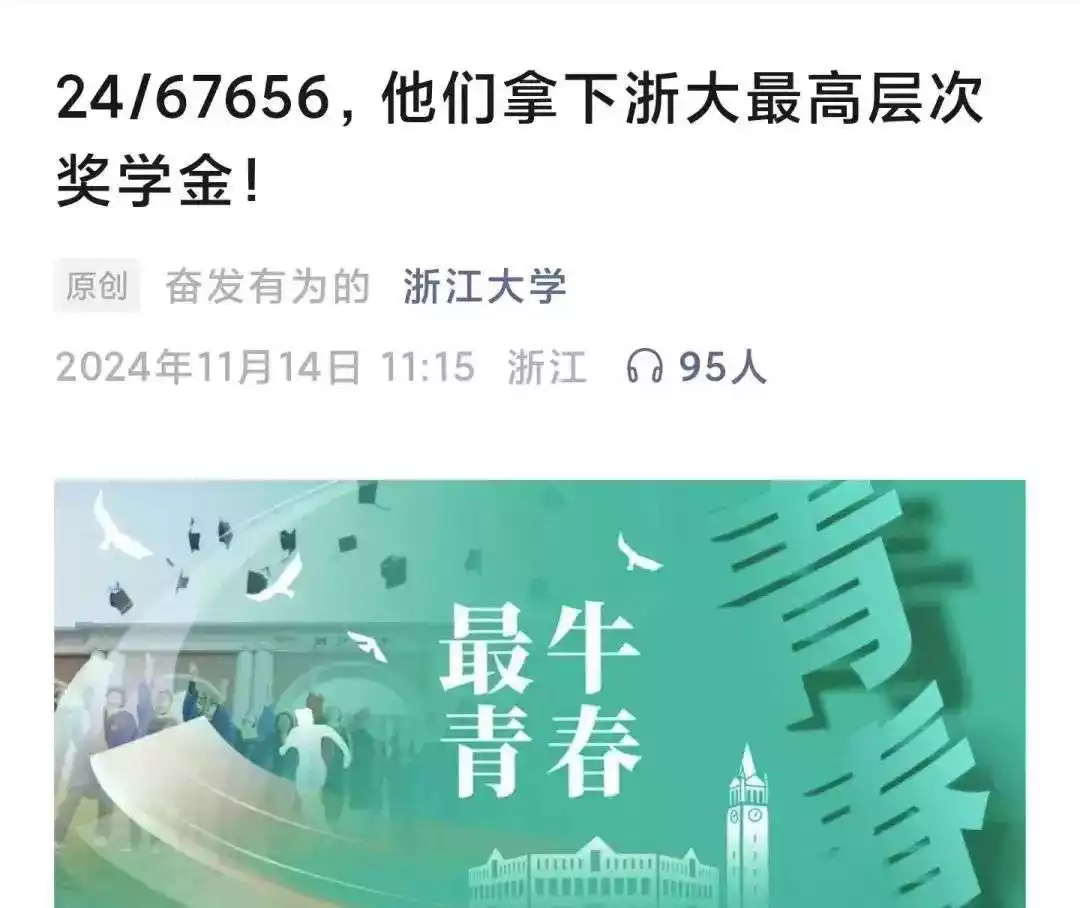 24/67656，他们拿下浙大最高层次
奖学金！
原创 奋发有为的 浙江大学
2024年11月14日 11:15 浙江 95人
最牛
青春
青春